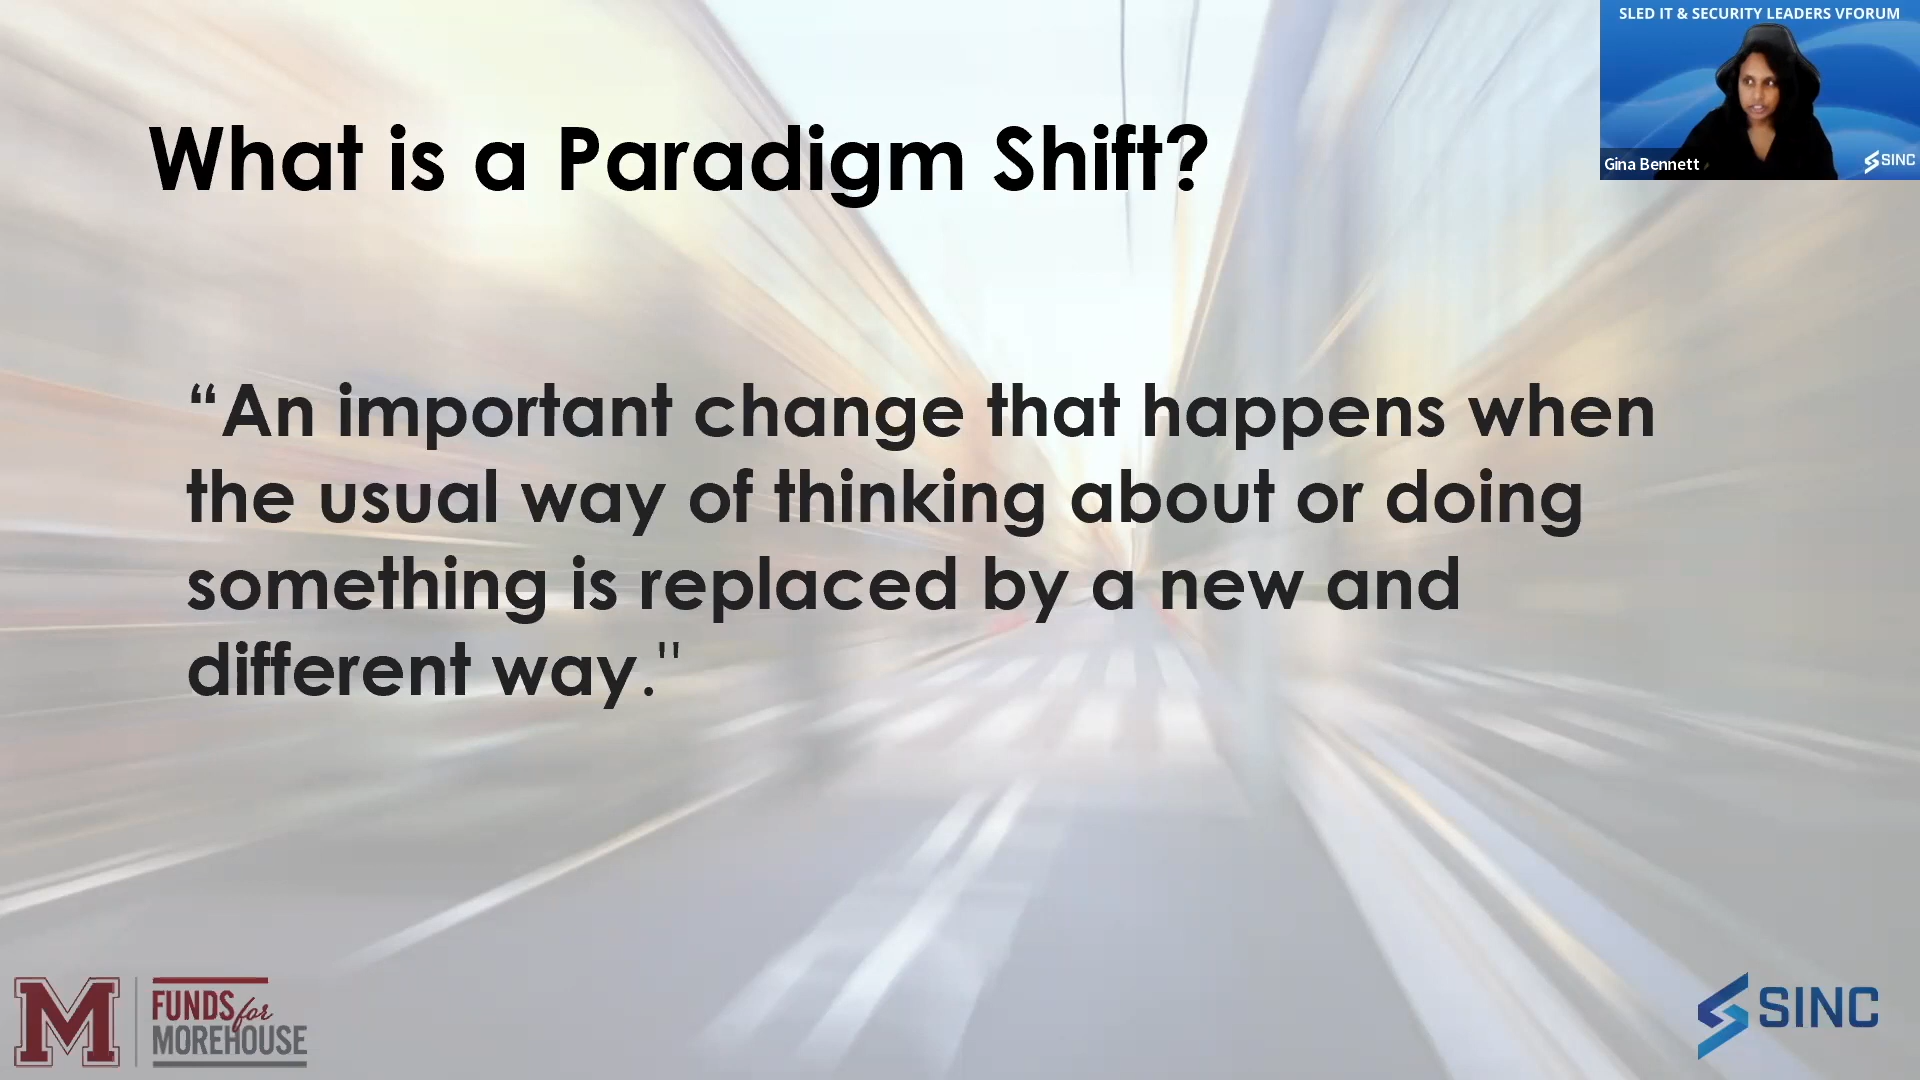 SLED IT & SECURITY LEADERS VFORUM
What is a Paradigm Shift?
Gina Bennett
SINC
“An important change that happens when
the usual way of thinking about or doing
something is replaced by a new and
different way."
M
FUNDS for
MOREHOUSE
SINC